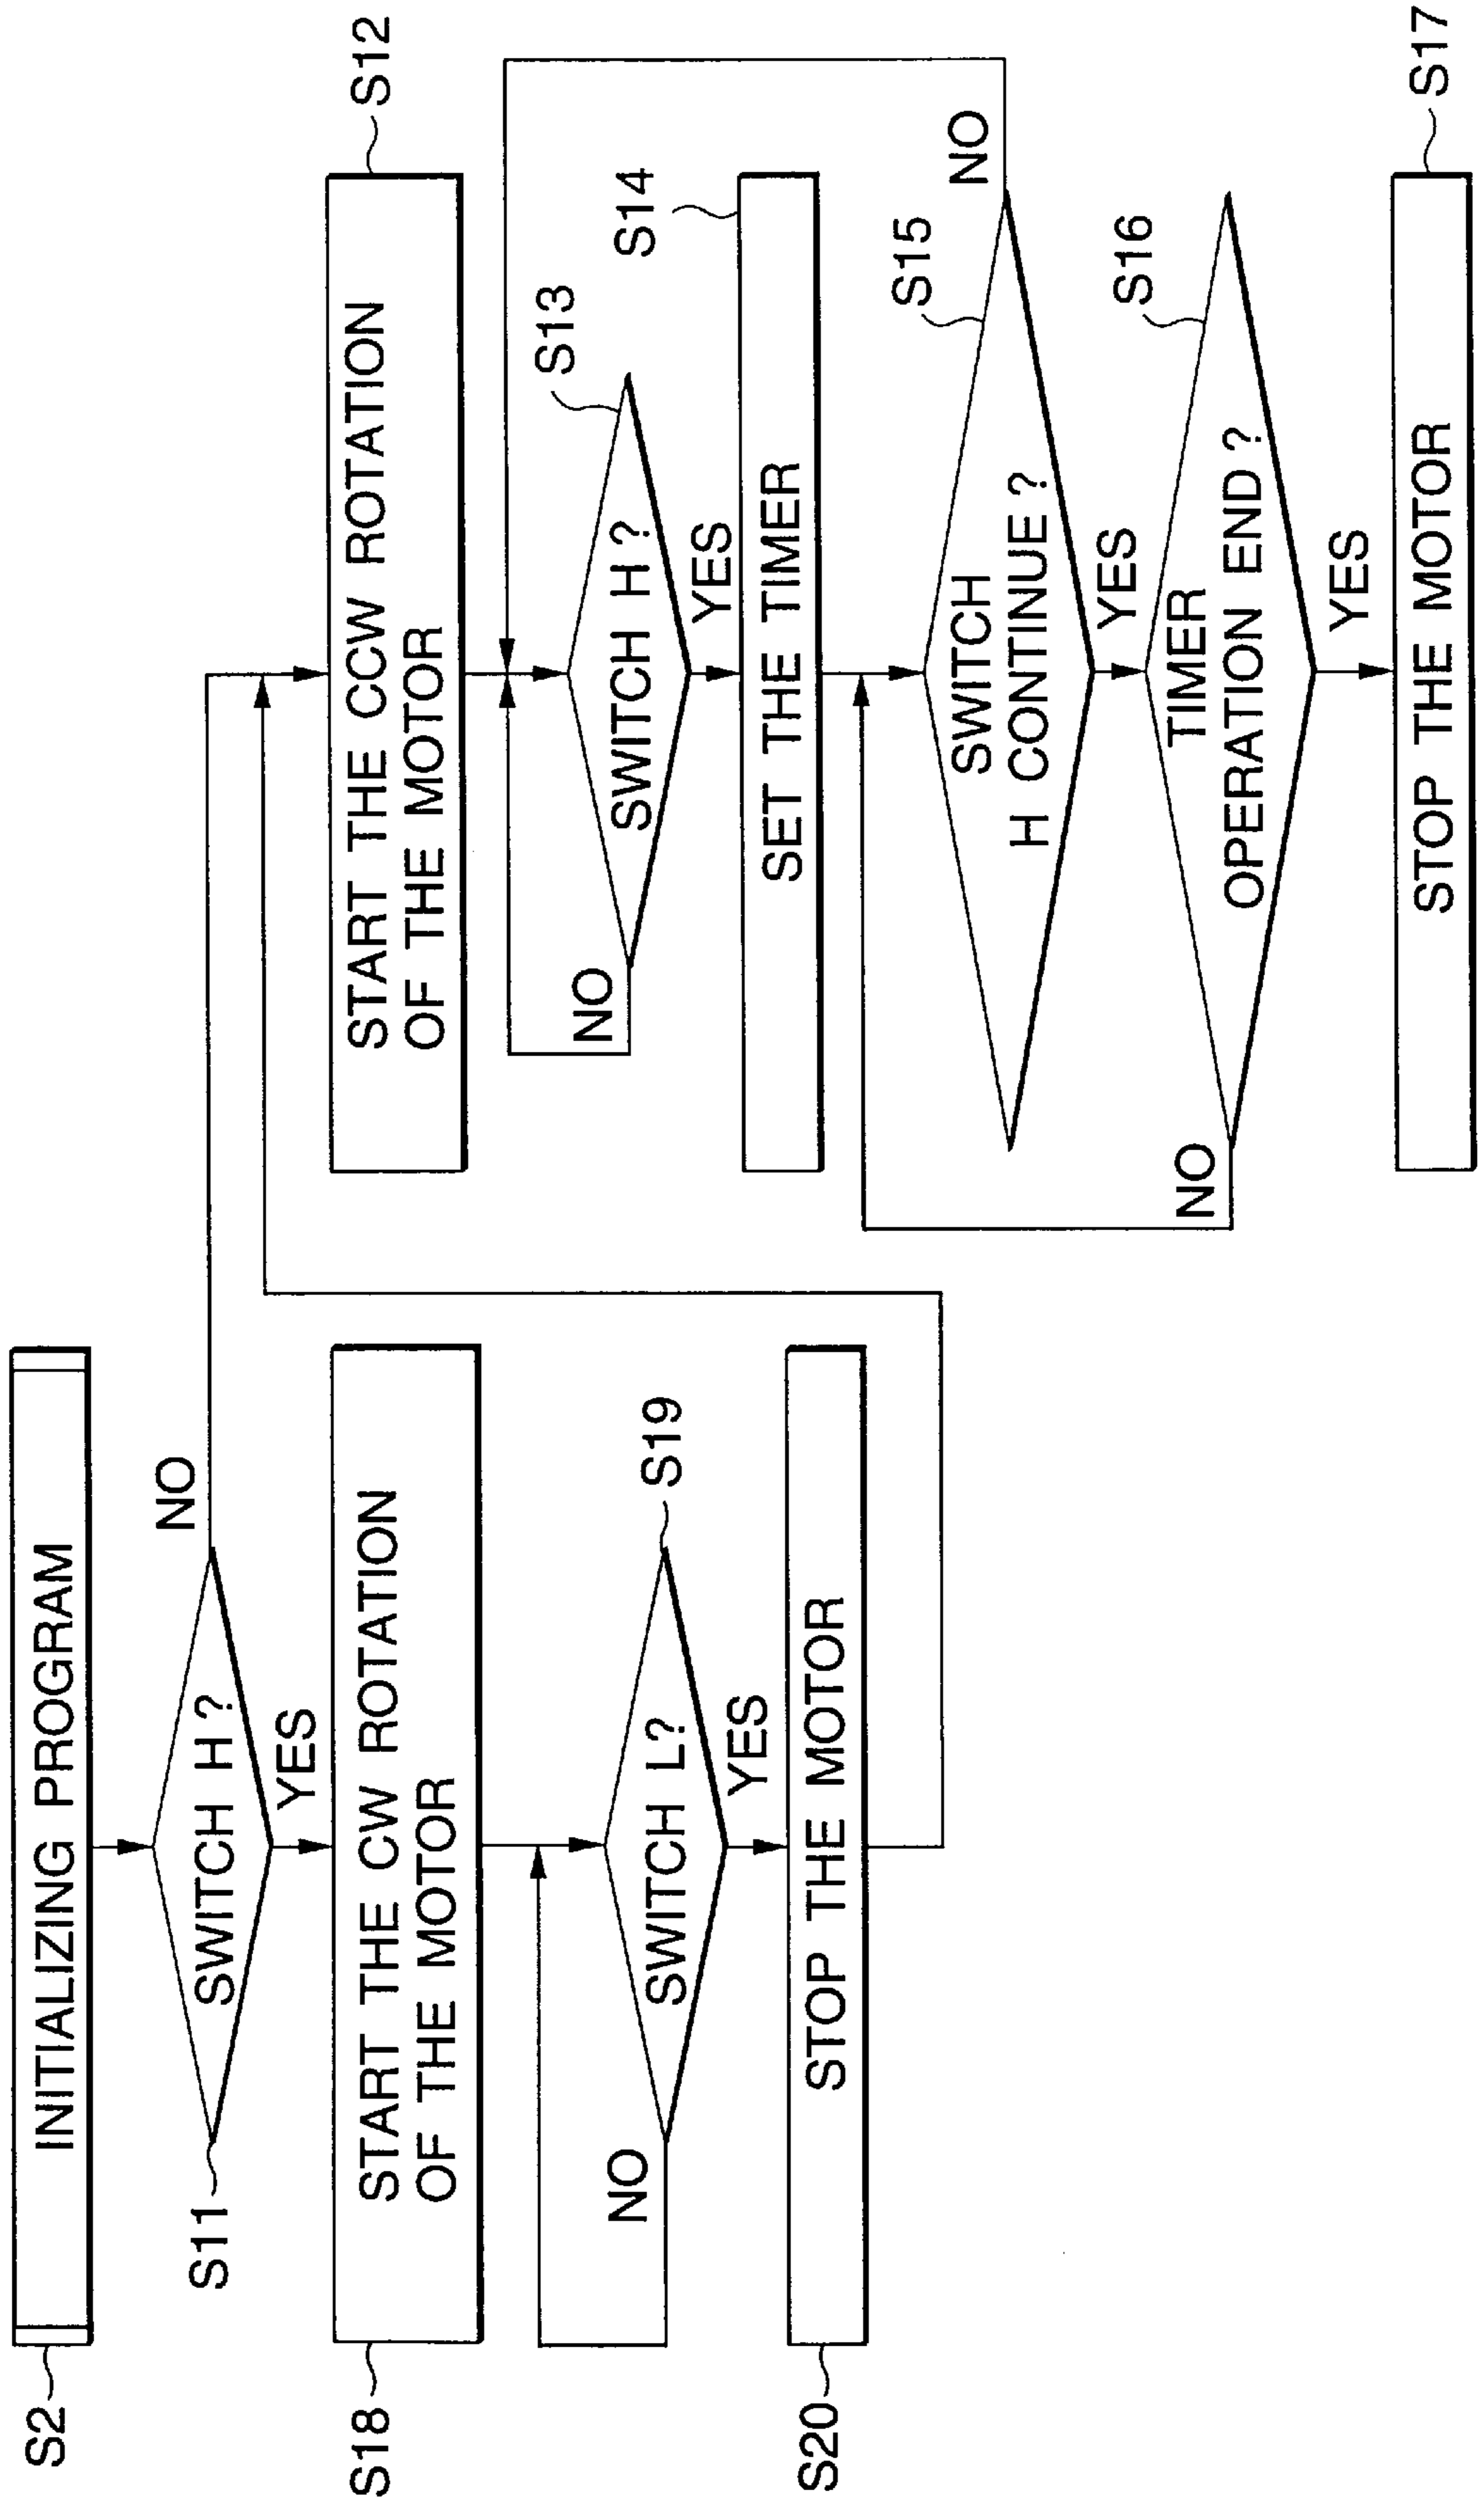 S2
INITIALIZING PROGRAM
S11
SWITCH H?
NO
YES
S18
START THE CW ROTATION
OF THE MOTOR
S19
SWITCH L?
NO
YES
S20
STOP THE MOTOR
S12
START THE CCW ROTATION
OF THE MOTOR
S13
SWITCH H?
NO
YES
S14
SET THE TIMER
S15
SWITCH
H CONTINUE?
NO
YES
S16
TIMER
OPERATION END?
NO
YES
S17
STOP THE MOTOR